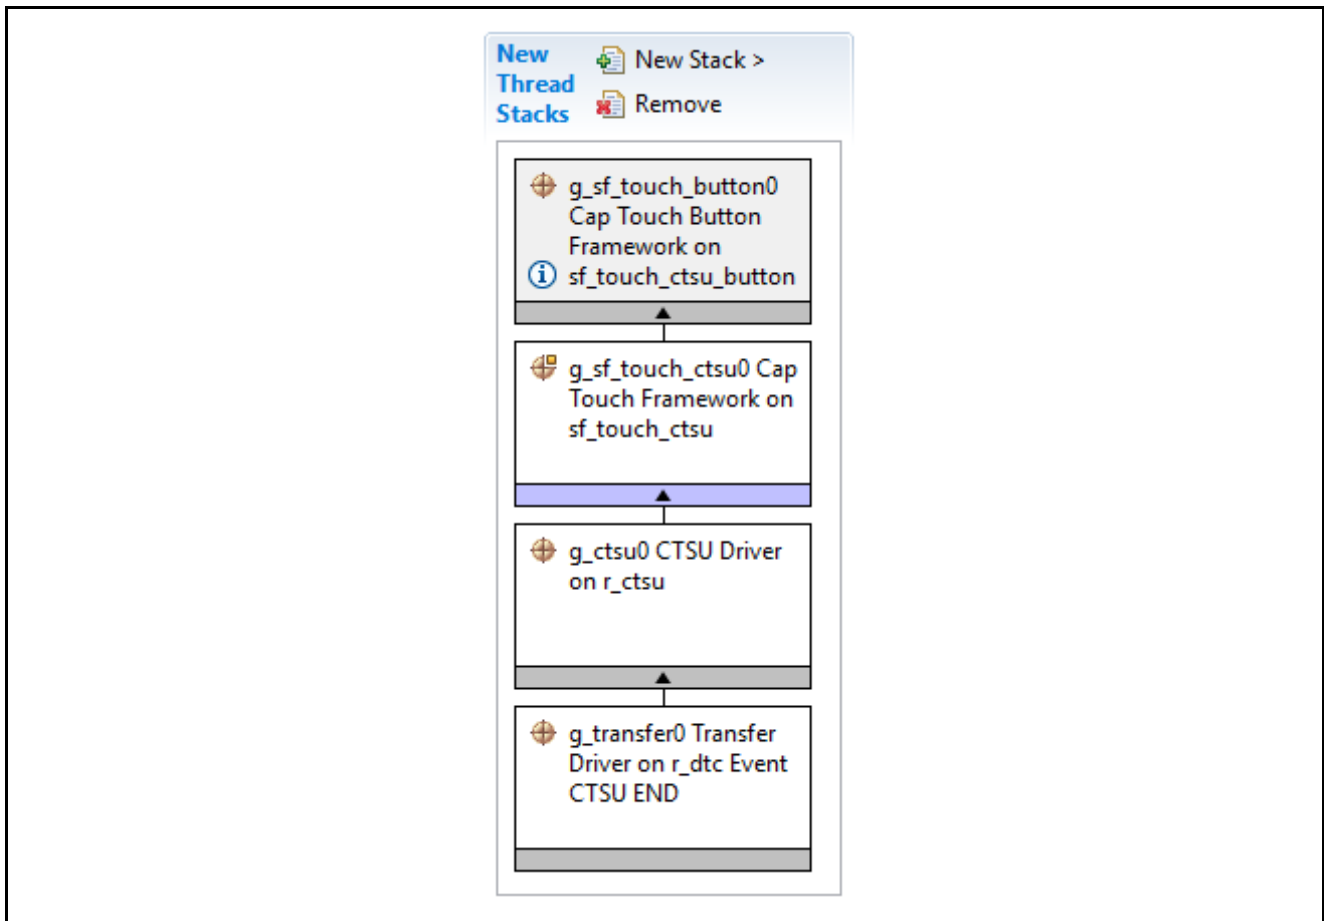 New
Thread
Stacks
New Stack >
Remove
g_sf_touch_button0
Cap Touch Button
Framework on
sf_touch_ctsu_button
g_sf_touch_ctsu0 Cap
Touch Framework on
sf_touch_ctsu
g_ctsu0 CTSU Driver
on r_ctsu
g_transfer0 Transfer
Driver on r_dtc Event
CTSU END